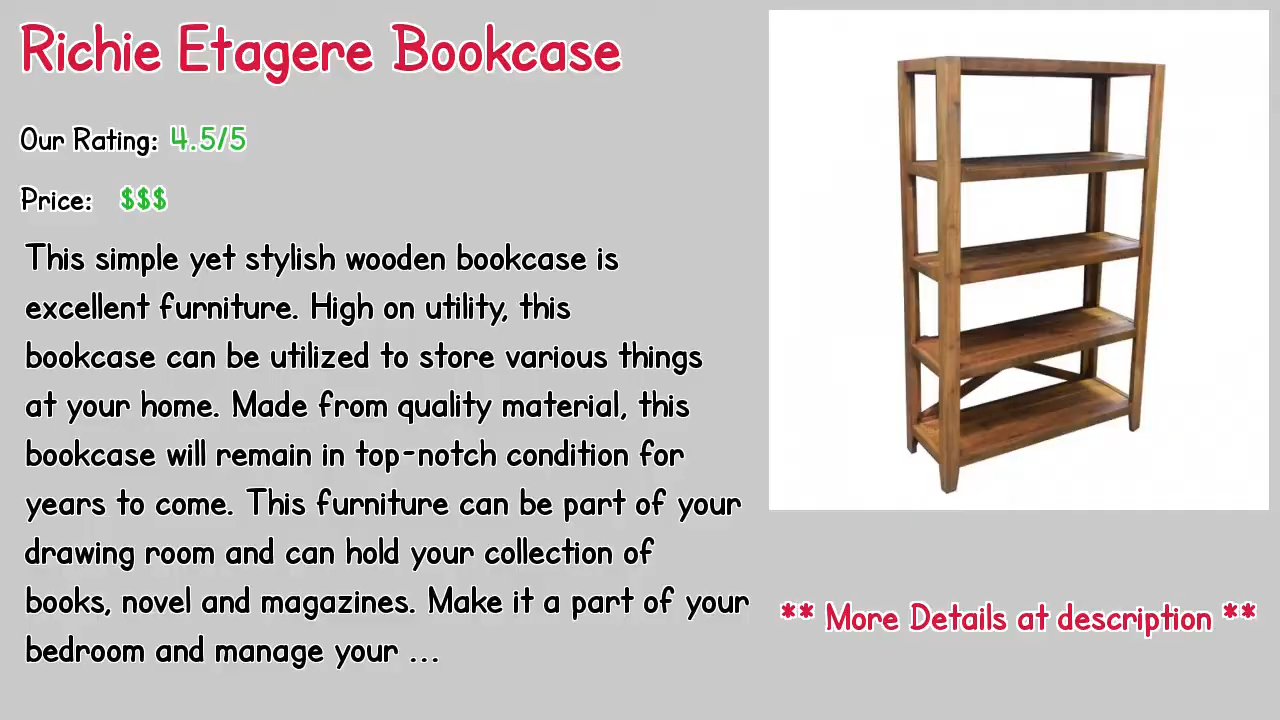 Richie Etagere Bookcase
Our Rating: 4.5/5
Price: $$$
This simple yet stylish wooden bookcase is
excellent furniture. High on utility, this
bookcase can be utilized to store various things
at your home. Made from quality material, this
bookcase will remain in top-notch condition for
years to come. This furniture can be part of your
drawing room and can hold your collection of
books, novel and magazines. Make it a part of your
bedroom and manage your ...
** More Details at description **